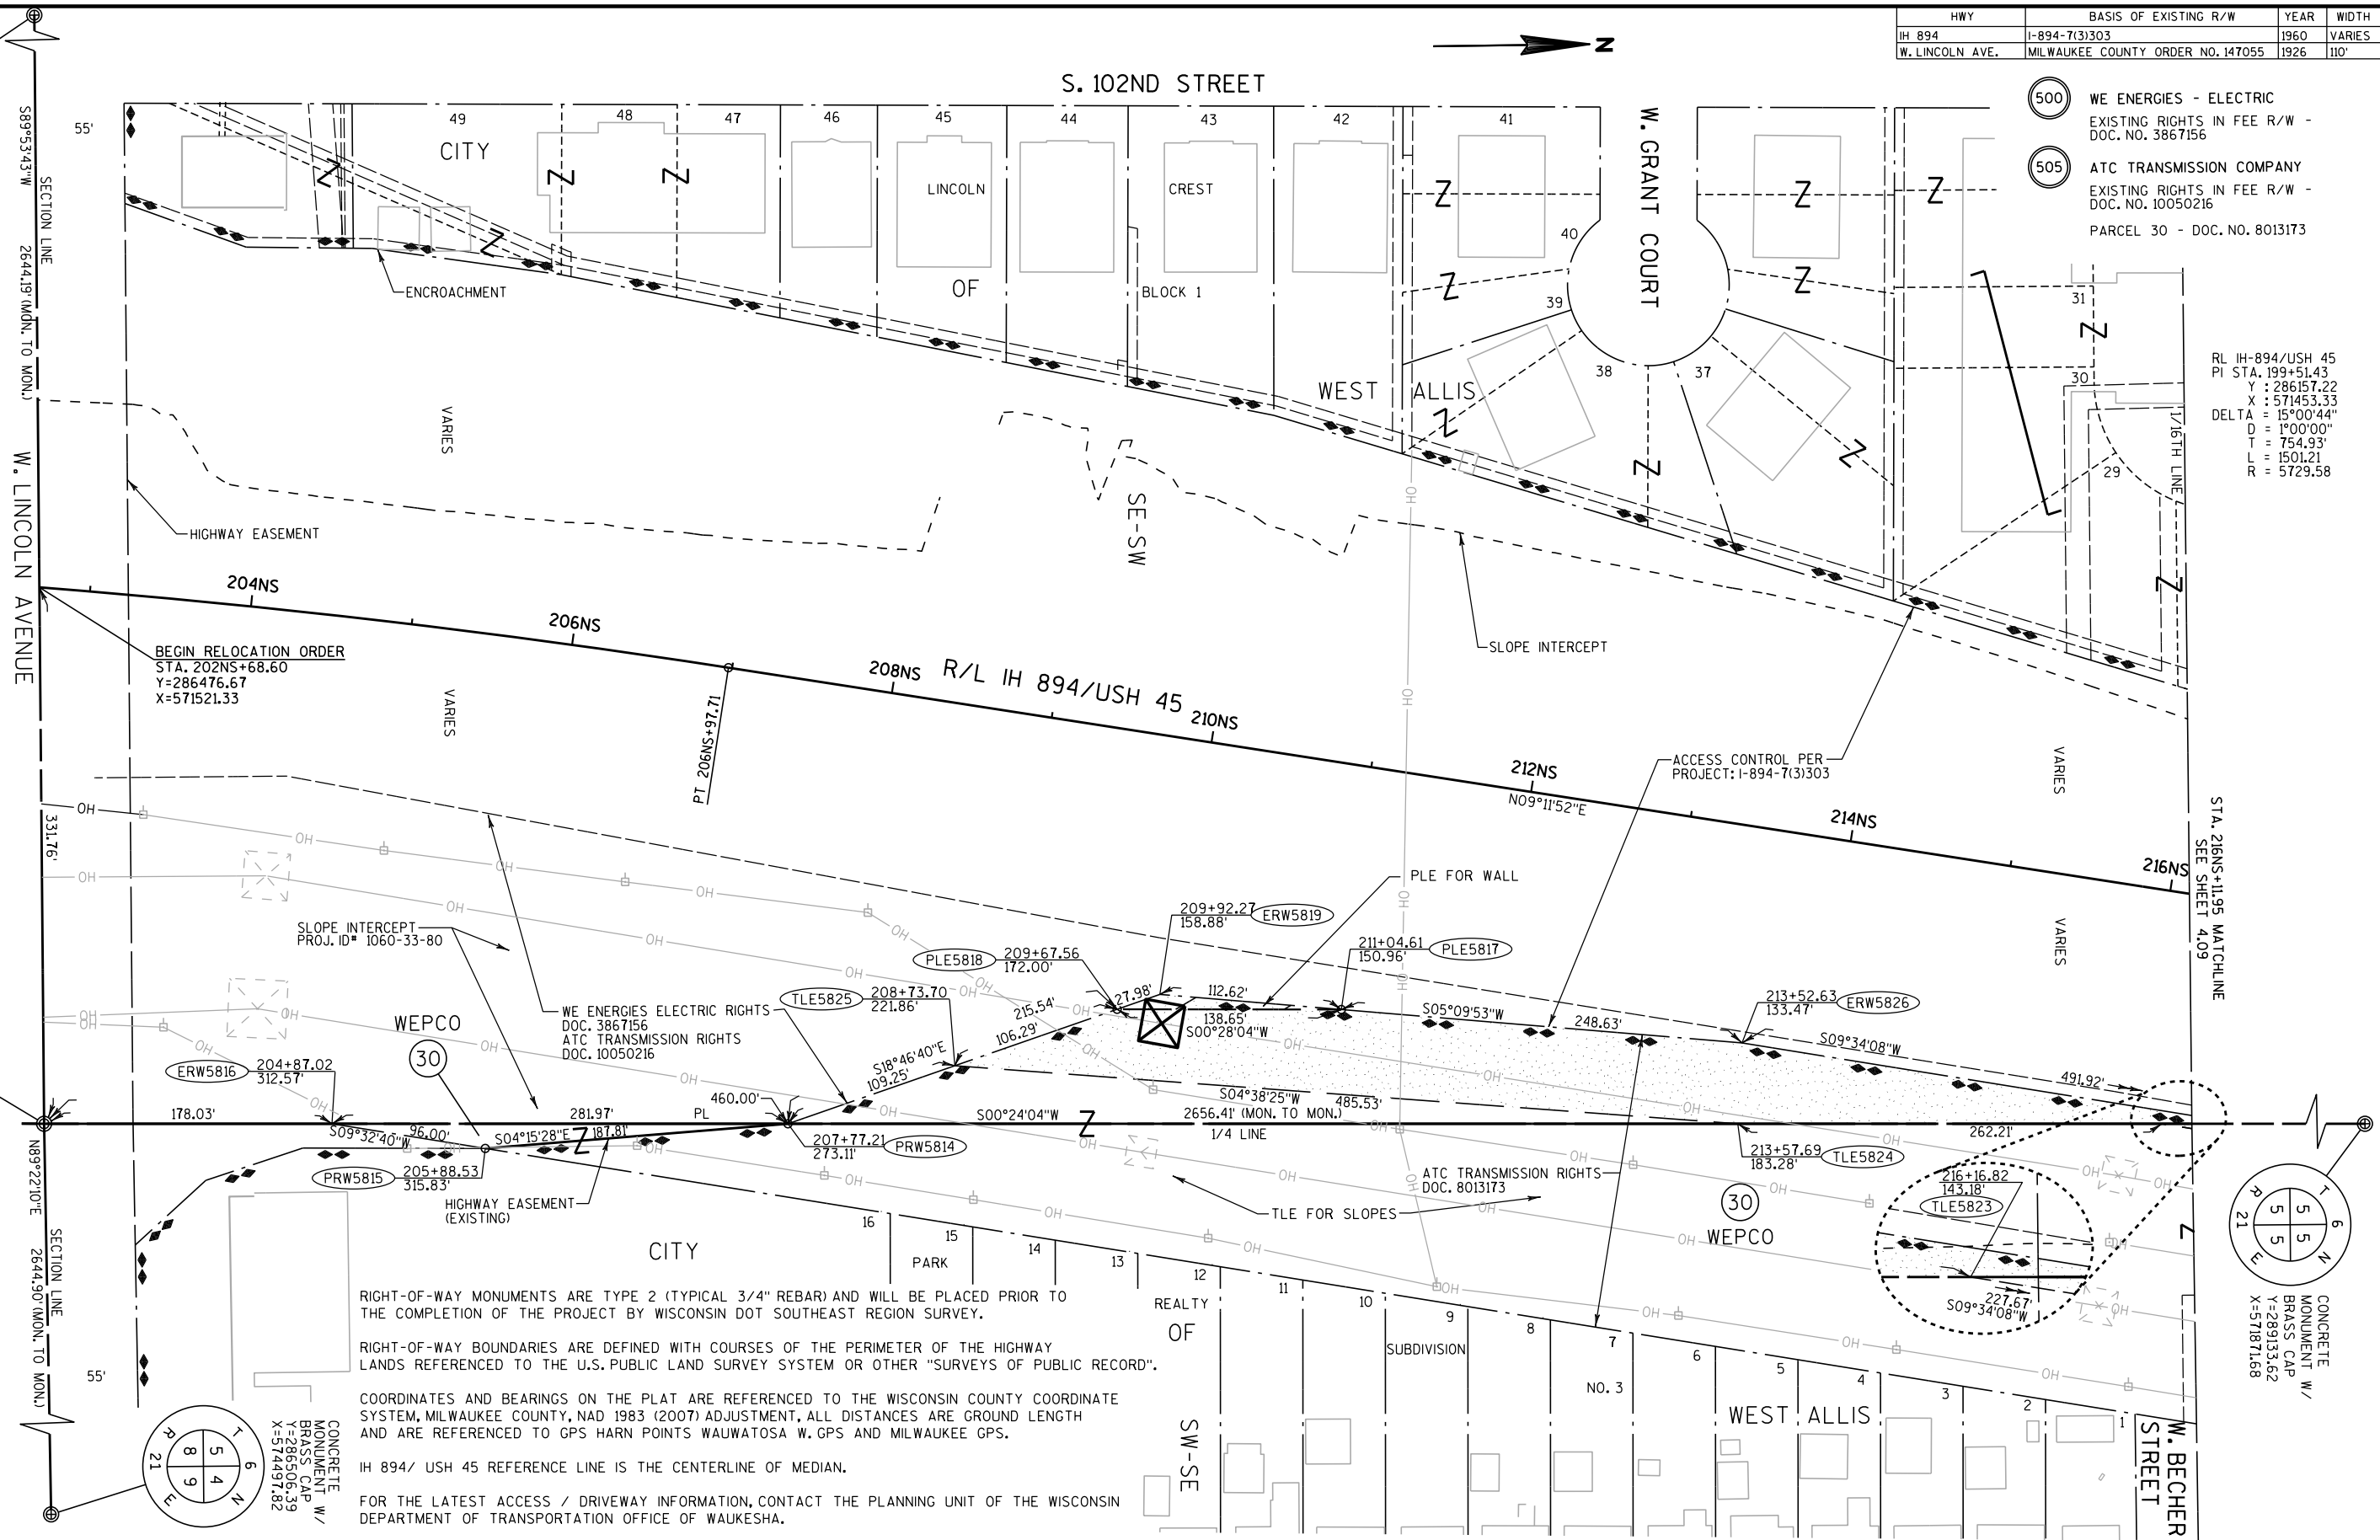 HWY BASIS OF EXISTING R/W YEAR WIDTH
IH 894 I-894-7(3)303 1960 VARIES
W. LINCOLN AVE. MILWAUKEE COUNTY ORDER NO. 147055 1926 110'
N
S. 102ND STREET
500 WE ENERGIES - ELECTRIC
EXISTING RIGHTS IN FEE R/W -
DOC. NO. 3867156
505 ATC TRANSMISSION COMPANY
EXISTING RIGHTS IN FEE R/W -
DOC. NO. 10050216
PARCEL 30 - DOC. NO. 8013173
55'
49 48 47 46 45 44 43 42 41
CITY
LINCOLN CREST
OF
BLOCK 1
WEST ALLIS
W. GRANT COURT
40
39
38
37
31
30
29
1/16TH LINE
ENCROACHMENT
S89°53'43"W
SECTION LINE
2644.19' (MON. TO MON.)
W. LINCOLN AVENUE
VARIES
SE-SW
HIGHWAY EASEMENT
SLOPE INTERCEPT
RL IH-894/USH 45
PI STA. 199+51.43
Y : 286157.22
X : 571453.33
DELTA = 15°00'44"
D = 1°00'00"
T = 754.93'
L = 1501.21
R = 5729.58
204NS
206NS
208NS
R/L IH 894/USH 45
210NS
212NS
N09°11'52"E
214NS
216NS
BEGIN RELOCATION ORDER
STA. 202NS+68.60
Y=286476.67
X=571521.33
VARIES
PT 206NS+97.71
ACCESS CONTROL PER
PROJECT: I-894-7(3)303
VARIES
VARIES
STA. 216NS+11.95 MATCHLINE
SEE SHEET 4.09
331.76'
OH
SLOPE INTERCEPT
PROJ. ID# 1060-33-80
WE ENERGIES ELECTRIC RIGHTS
DOC. 3867156
ATC TRANSMISSION RIGHTS
DOC. 10050216
PLE FOR WALL
209+92.27 ERW5819
158.88'
PLE5818 209+67.56
172.00'
211+04.61 PLE5817
150.96'
TLE5825 208+73.70
221.86'
213+52.63 ERW5826
133.47'
27.98'
112.62'
215.54'
106.29'
138.65'
S00°28'04"W
S05°09'53"W
248.63'
S09°34'08"W
491.92'
S18°46'40"E
109.25'
S04°38'25"W
485.53'
WEPCO
30
ERW5816 204+87.02
312.57'
178.03'
281.97'
PL
460.00'
S00°24'04"W
2656.41' (MON. TO MON.)
1/4 LINE
262.21'
S09°32'40"W
96.00'
S04°15'28"E
187.81'
207+77.21 PRW5814
273.11'
PRW5815 205+88.53
315.83'
HIGHWAY EASEMENT
(EXISTING)
213+57.69 TLE5824
183.28'
ATC TRANSMISSION RIGHTS
DOC. 8013173
TLE FOR SLOPES
30
WEPCO
216+16.82
143.18'
TLE5823
227.67'
S09°34'08"W
N89°22'10"E
SECTION LINE
2644.90' (MON. TO MON.)
55'
CITY
PARK
REALTY
OF
SUBDIVISION
NO. 3
WEST ALLIS
16 15 14 13 12 11 10 9 8 7 6 5 4 3 2 1
SW-SE
W. BECHER
STREET
RIGHT-OF-WAY MONUMENTS ARE TYPE 2 (TYPICAL 3/4" REBAR) AND WILL BE PLACED PRIOR TO
THE COMPLETION OF THE PROJECT BY WISCONSIN DOT SOUTHEAST REGION SURVEY.
RIGHT-OF-WAY BOUNDARIES ARE DEFINED WITH COURSES OF THE PERIMETER OF THE HIGHWAY
LANDS REFERENCED TO THE U.S. PUBLIC LAND SURVEY SYSTEM OR OTHER "SURVEYS OF PUBLIC RECORD".
COORDINATES AND BEARINGS ON THE PLAT ARE REFERENCED TO THE WISCONSIN COUNTY COORDINATE
SYSTEM, MILWAUKEE COUNTY, NAD 1983 (2007) ADJUSTMENT, ALL DISTANCES ARE GROUND LENGTH
AND ARE REFERENCED TO GPS HARN POINTS WAUWATOSA W. GPS AND MILWAUKEE GPS.
IH 894/ USH 45 REFERENCE LINE IS THE CENTERLINE OF MEDIAN.
FOR THE LATEST ACCESS / DRIVEWAY INFORMATION, CONTACT THE PLANNING UNIT OF THE WISCONSIN
DEPARTMENT OF TRANSPORTATION OFFICE OF WAUKESHA.
T 6 N
R 21 E
5 4
8 9
CONCRETE
MONUMENT W/
BRASS CAP
Y=286506.39
X=574497.82
T 6 N
R 21 E
5 5
5 5
CONCRETE
MONUMENT W/
BRASS CAP
Y=289133.62
X=571871.68